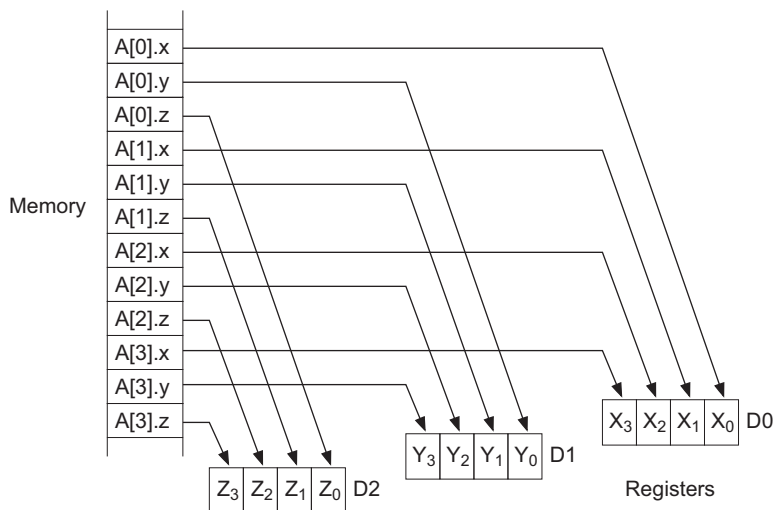 A[0].x
A[0].y
A[0].z
A[1].x
A[1].y
Memory
A[1].z
A[2].x
A[2].y
A[2].z
A[3].x
A[3].y
A[3].z
X₃ X₂ X₁ X₀ D0
Y₃ Y₂ Y₁ Y₀ D1
Z₃ Z₂ Z₁ Z₀ D2
Registers